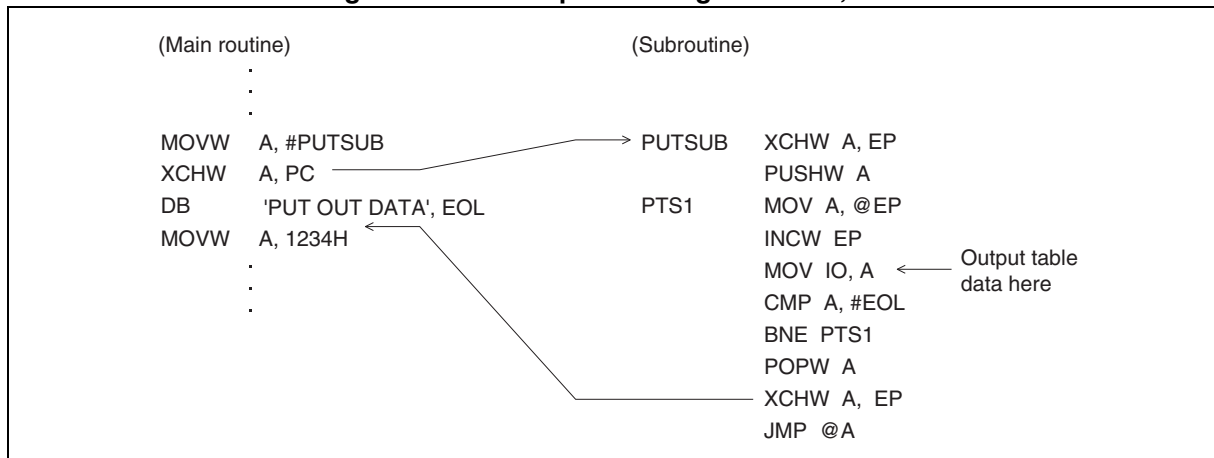 (Main routine)
MOVW A, #PUTSUB
XCHW A, PC
DB 'PUT OUT DATA', EOL
MOVW A, 1234H
(Subroutine)
PUTSUB XCHW A, EP
PUSHW A
PTS1 MOV A, @EP
INCW EP
MOV IO, A
CMP A, #EOL
BNE PTS1
POPW A
XCHW A, EP
JMP @A
Output table
data here